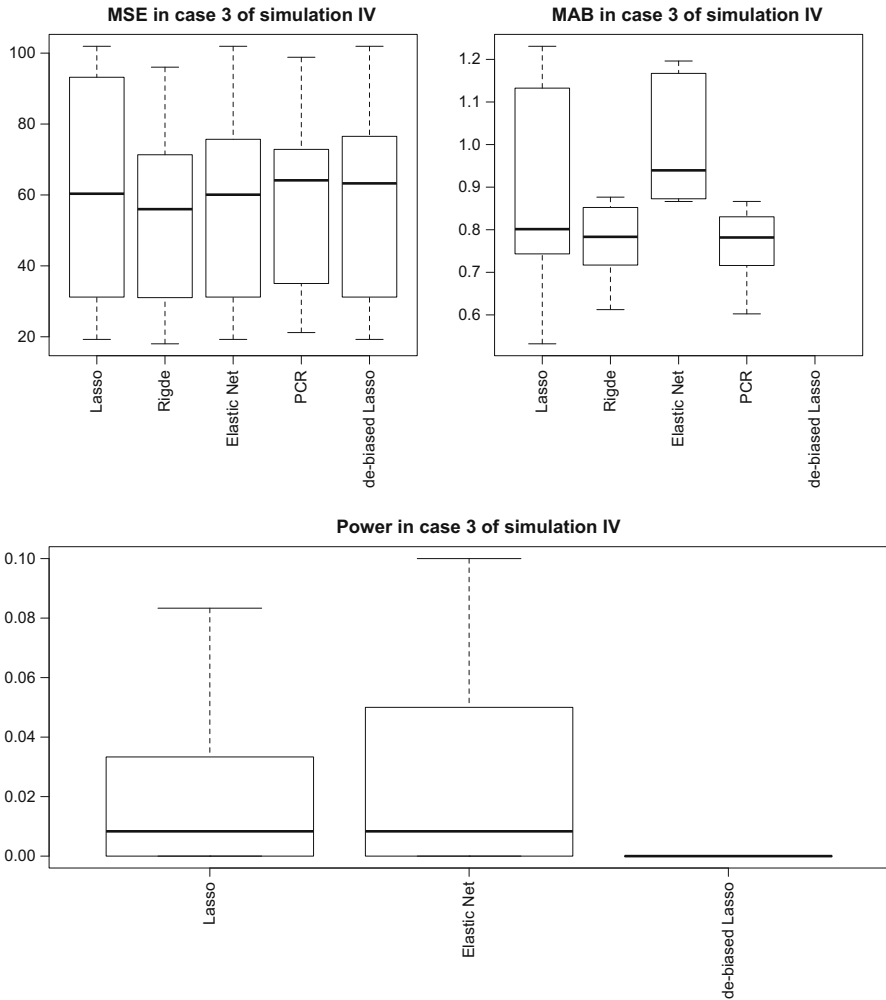 MSE in case 3 of simulation IV
100
80
60
40
20
Lasso
Rigde
Elastic Net
PCR
de-biased Lasso
MAB in case 3 of simulation IV
1.2
1.1
1.0
0.9
0.8
0.7
0.6
Lasso
Rigde
Elastic Net
PCR
de-biased Lasso
Power in case 3 of simulation IV
0.10
0.08
0.06
0.04
0.02
0.00
Lasso
Elastic Net
de-biased Lasso